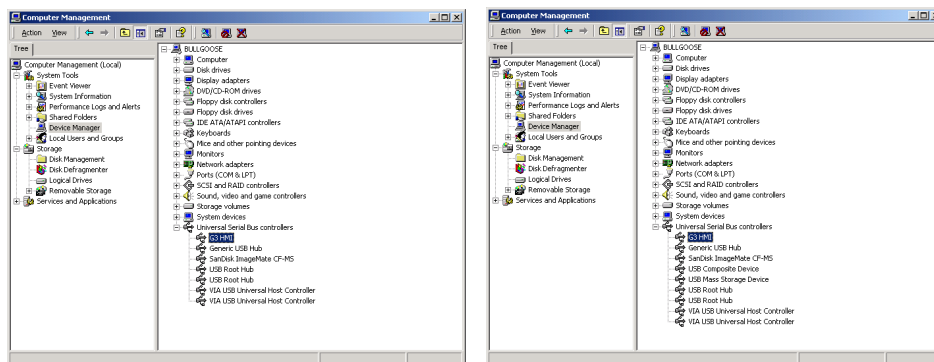 Computer Management
Action View
Tree
Computer Management (Local)
System Tools
Event Viewer
System Information
Performance Logs and Alerts
Shared Folders
Device Manager
Local Users and Groups
Storage
Disk Management
Disk Defragmenter
Logical Drives
Removable Storage
Services and Applications
BULLGOOSE
Computer
Disk drives
Display adapters
DVD/CD-ROM drives
Floppy disk controllers
Floppy disk drives
IDE ATA/ATAPI controllers
Keyboards
Mice and other pointing devices
Monitors
Network adapters
Ports (COM & LPT)
SCSI and RAID controllers
Sound, video and game controllers
Storage volumes
System devices
Universal Serial Bus controllers
G3 HMI
Generic USB Hub
SanDisk ImageMate CF-MS
USB Root Hub
USB Root Hub
VIA USB Universal Host Controller
VIA USB Universal Host Controller
Computer Management
Action View
Tree
Computer Management (Local)
System Tools
Event Viewer
System Information
Performance Logs and Alerts
Shared Folders
Device Manager
Local Users and Groups
Storage
Disk Management
Disk Defragmenter
Logical Drives
Removable Storage
Services and Applications
BULLGOOSE
Computer
Disk drives
Display adapters
DVD/CD-ROM drives
Floppy disk controllers
Floppy disk drives
IDE ATA/ATAPI controllers
Keyboards
Mice and other pointing devices
Monitors
Network adapters
Ports (COM & LPT)
SCSI and RAID controllers
Sound, video and game controllers
Storage volumes
System devices
Universal Serial Bus controllers
G3 HMI
Generic USB Hub
SanDisk ImageMate CF-MS
USB Composite Device
USB Mass Storage Device
USB Root Hub
USB Root Hub
VIA USB Universal Host Controller
VIA USB Universal Host Controller